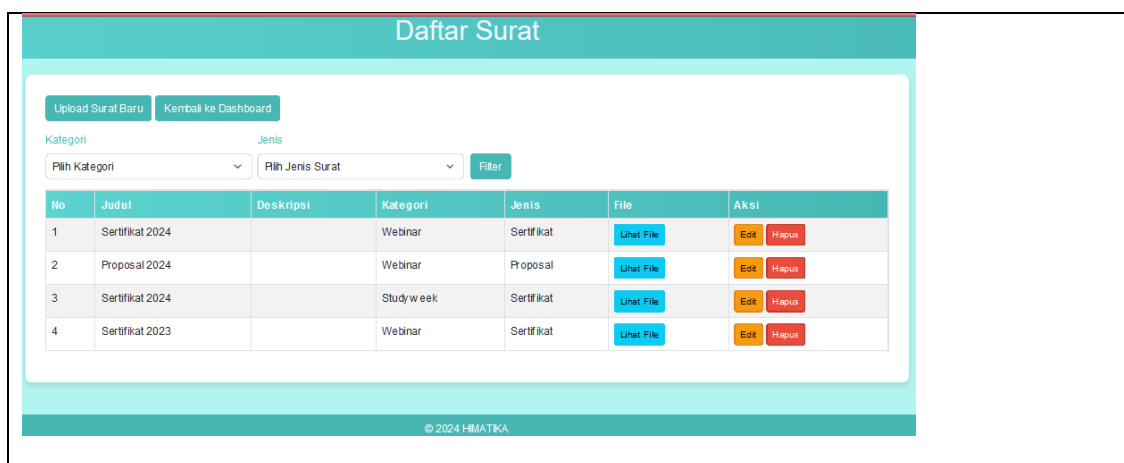 Daftar Surat
Upload Surat Baru Kembali ke Dashboard
Kategori Jenis
Pilih Kategori Pilih Jenis Surat Filter
No Judul Deskripsi Kategori Jenis File Aksi
1 Sertifikat 2024 Webinar Sertifikat Lihat File Edit Hapus
2 Proposal 2024 Webinar Proposal Lihat File Edit Hapus
3 Sertifikat 2024 Studyweek Sertifikat Lihat File Edit Hapus
4 Sertifikat 2023 Webinar Sertifikat Lihat File Edit Hapus
© 2024 HIMATIKA